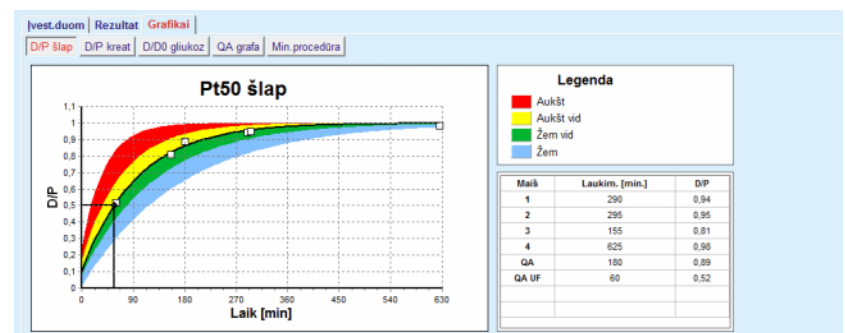 Įvest.duom Rezultat Grafikai
D/P šlap D/P kreat D/D0 gliukoz QA grafa Min.procedūra
Pt50 šlap
1,1
1
0,9
0,8
0,7
0,6
0,5
0,4
0,3
0,2
0,1
0
D/P
0 90 180 270 360 450 540 630
Laik [min]
Legenda
Aukšt
Aukšt vid
Žem vid
Žem
Maiš Laukim. [min.] D/P
1 290 0,94
2 295 0,95
3 155 0,81
4 625 0,98
QA 180 0,89
QA UF 60 0,52